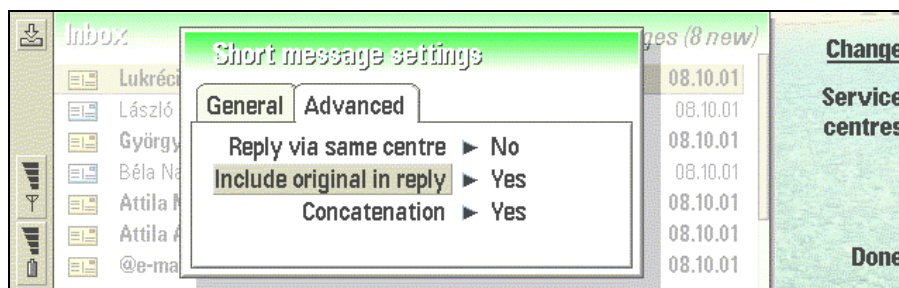 Inbox
ges (8 new)
Short message settings
Change
General Advanced
Service
centres
Reply via same centre No
Include original in reply Yes
Concatenation Yes
Done
Lukréci 08.10.01
László 08.10.01
György 08.10.01
Béla Na 08.10.01
Attila 08.10.01
Attila 08.10.01
@e-ma 08.10.01